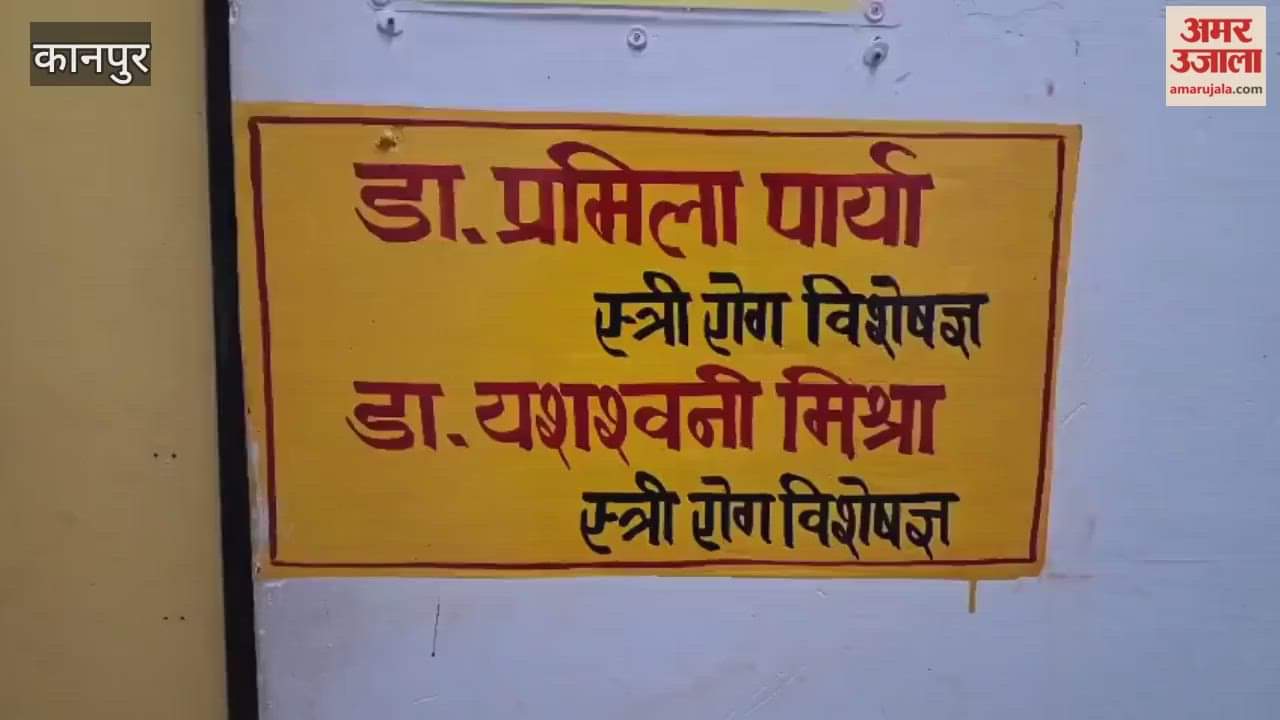 कानपुर
अमर
उजाला
amarujala.com
डा. प्रमिला पार्या
स्त्री रोग विशेषज्ञ
डा. यशश्वनी मिश्रा
स्त्री रोग विशेषज्ञ